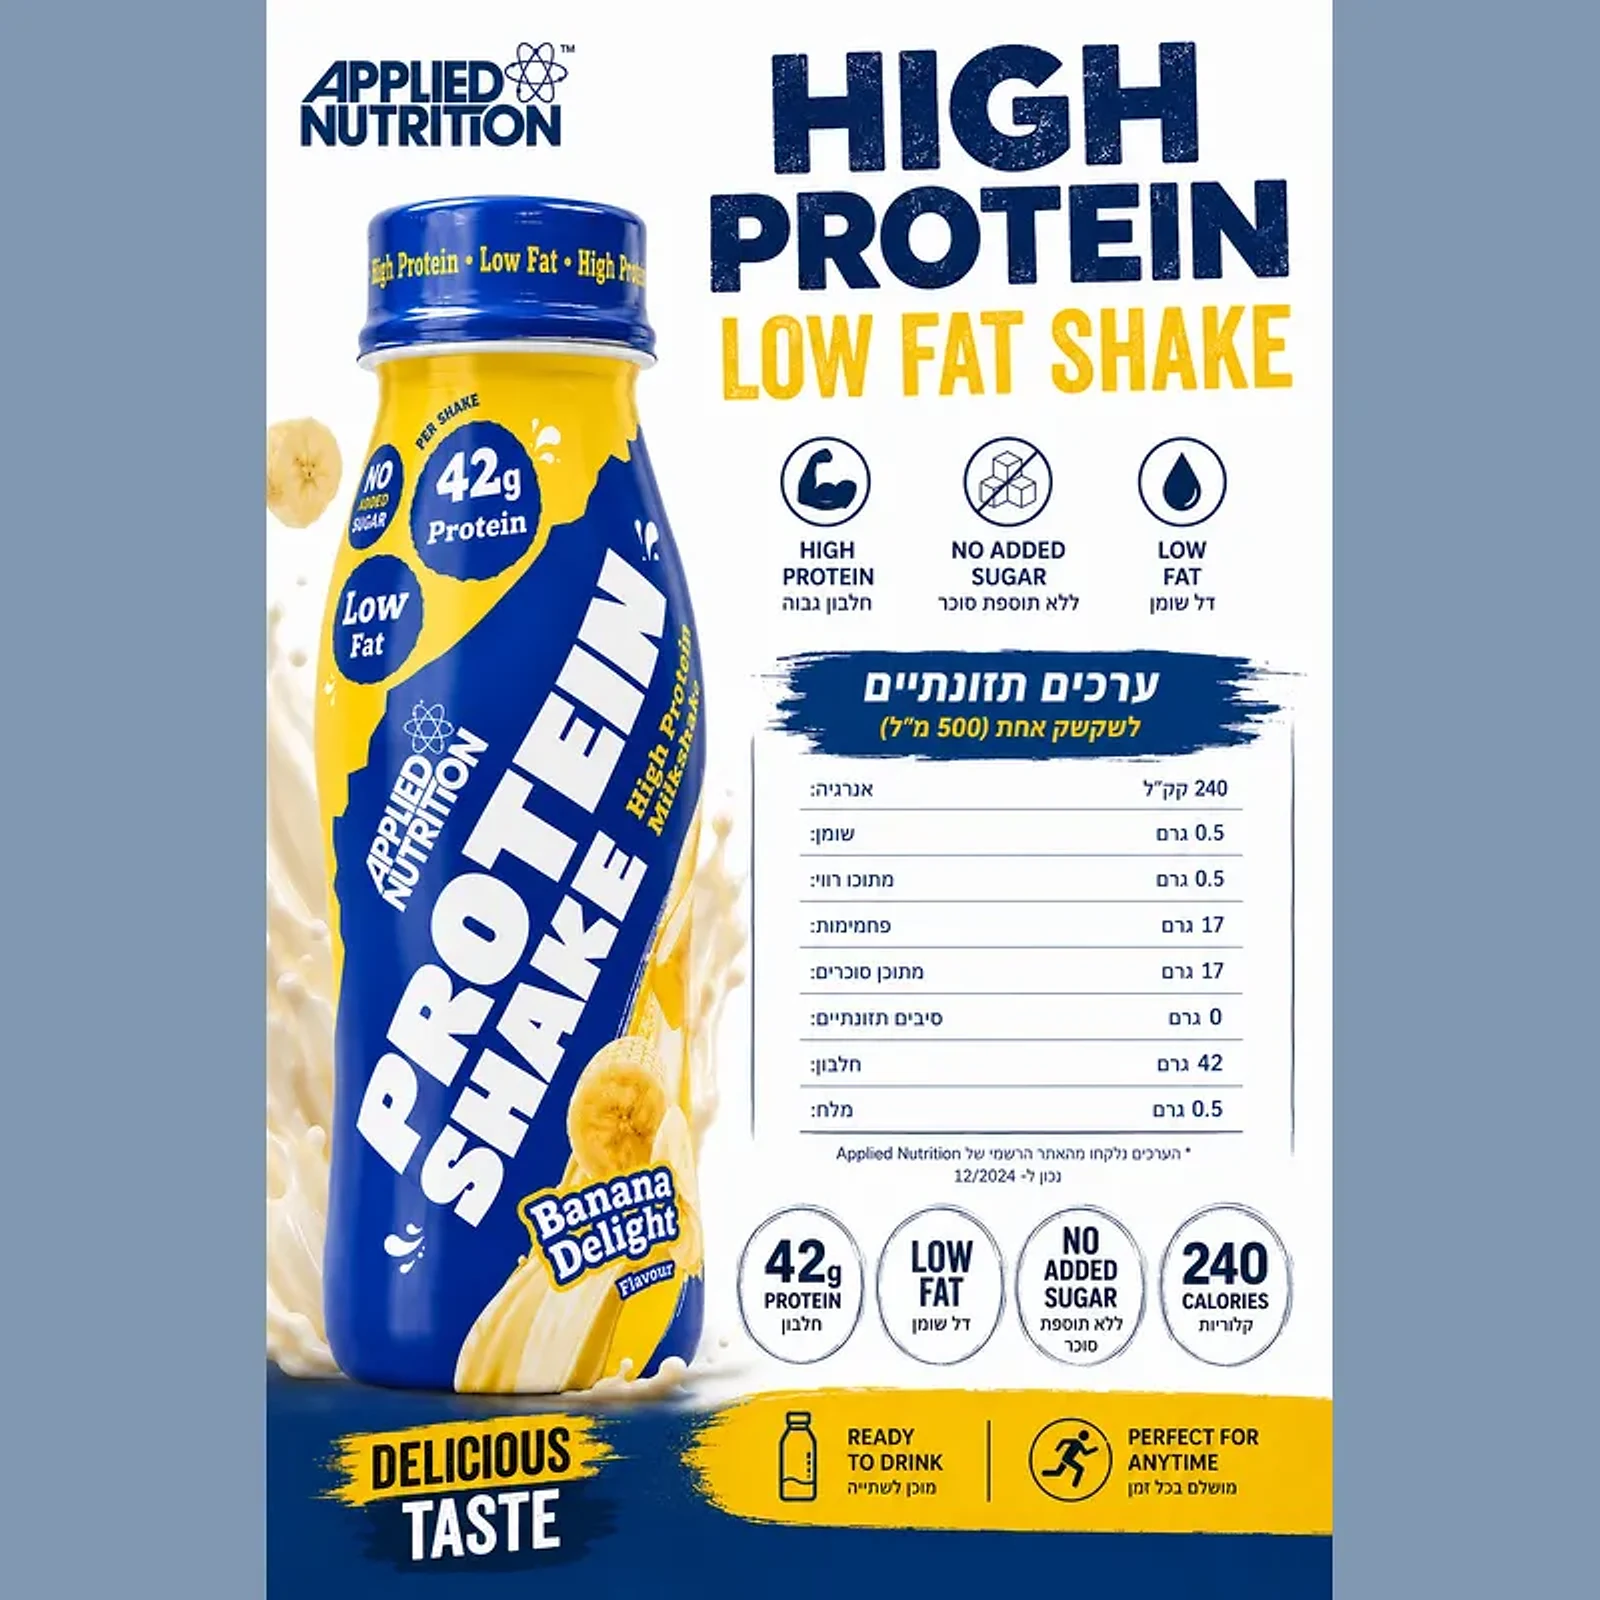 APPLIED
NUTRITION
TM
HIGH
PROTEIN
LOW FAT SHAKE
High Protein • Low Fat • High
PER SHAKE
NO
ADDED
SUGAR
42g
Protein
Low
Fat
APPLIED
NUTRITION
PROTEIN
SHAKE
High Protein
Milkshake
Banana
Delight
Flavour
HIGH
PROTEIN
חלבון גבוה
NO ADDED
SUGAR
ללא תוספת סוכר
LOW
FAT
דל שומן
ערכים תזונתיים
לשקשק אחת (500 מ"ל)
אנרגיה: 240 קק"ל
שומן: 0.5 גרם
מתוכו רווי: 0.5 גרם
פחמימות: 17 גרם
מתוכן סוכרים: 17 גרם
סיבים תזונתיים: 0 גרם
חלבון: 42 גרם
מלח: 0.5 גרם
* הערכים נלקחו מהאתר הרשמי של Applied Nutrition
נכון ל- 12/2024
42g
PROTEIN
חלבון
LOW
FAT
דל שומן
NO
ADDED
SUGAR
ללא תוספת
סוכר
240
CALORIES
קלוריות
DELICIOUS
TASTE
READY
TO DRINK
מוכן לשתייה
PERFECT FOR
ANYTIME
מושלם בכל זמן